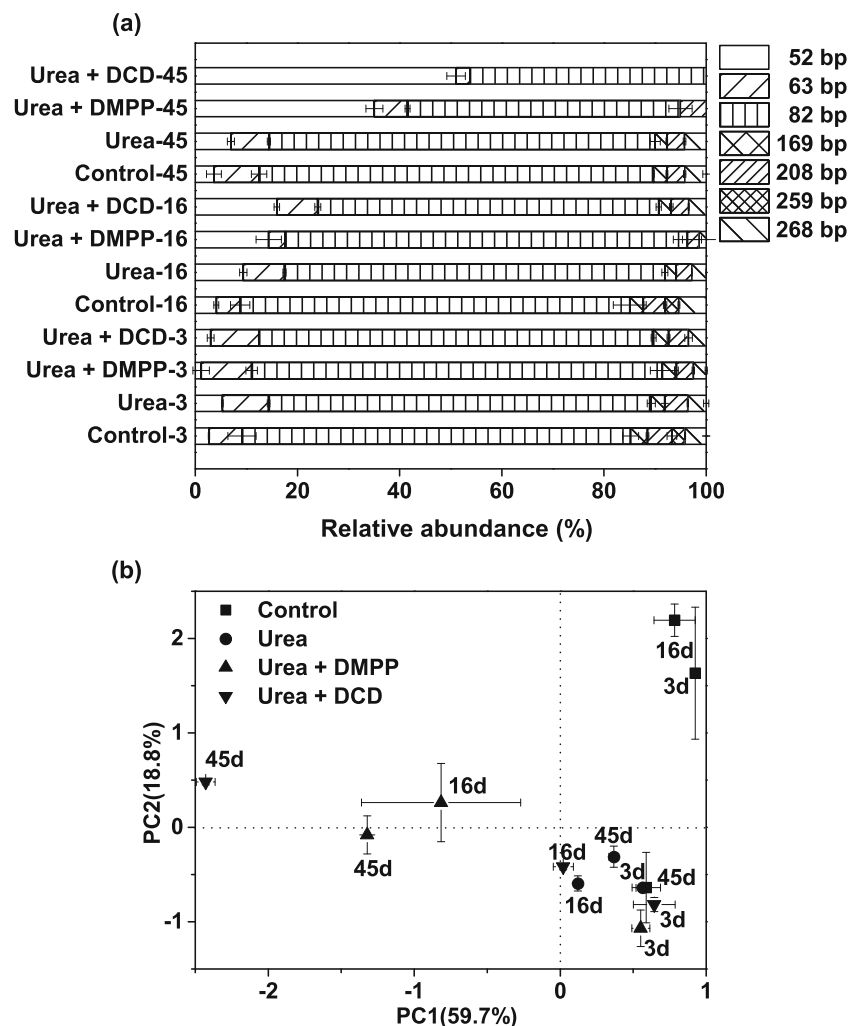 (a)
Urea + DCD-45
Urea + DMPP-45
Urea-45
Control-45
Urea + DCD-16
Urea + DMPP-16
Urea-16
Control-16
Urea + DCD-3
Urea + DMPP-3
Urea-3
Control-3
0 20 40 60 80 100
Relative abundance (%)
52 bp
63 bp
82 bp
169 bp
208 bp
259 bp
268 bp
(b)
Control
Urea
Urea + DMPP
Urea + DCD
2
1
0
-1
PC2(18.8%)
16d
3d
45d
16d
45d
45d
16d
3d
45d
16d
3d
3d
-2 -1 0 1
PC1(59.7%)